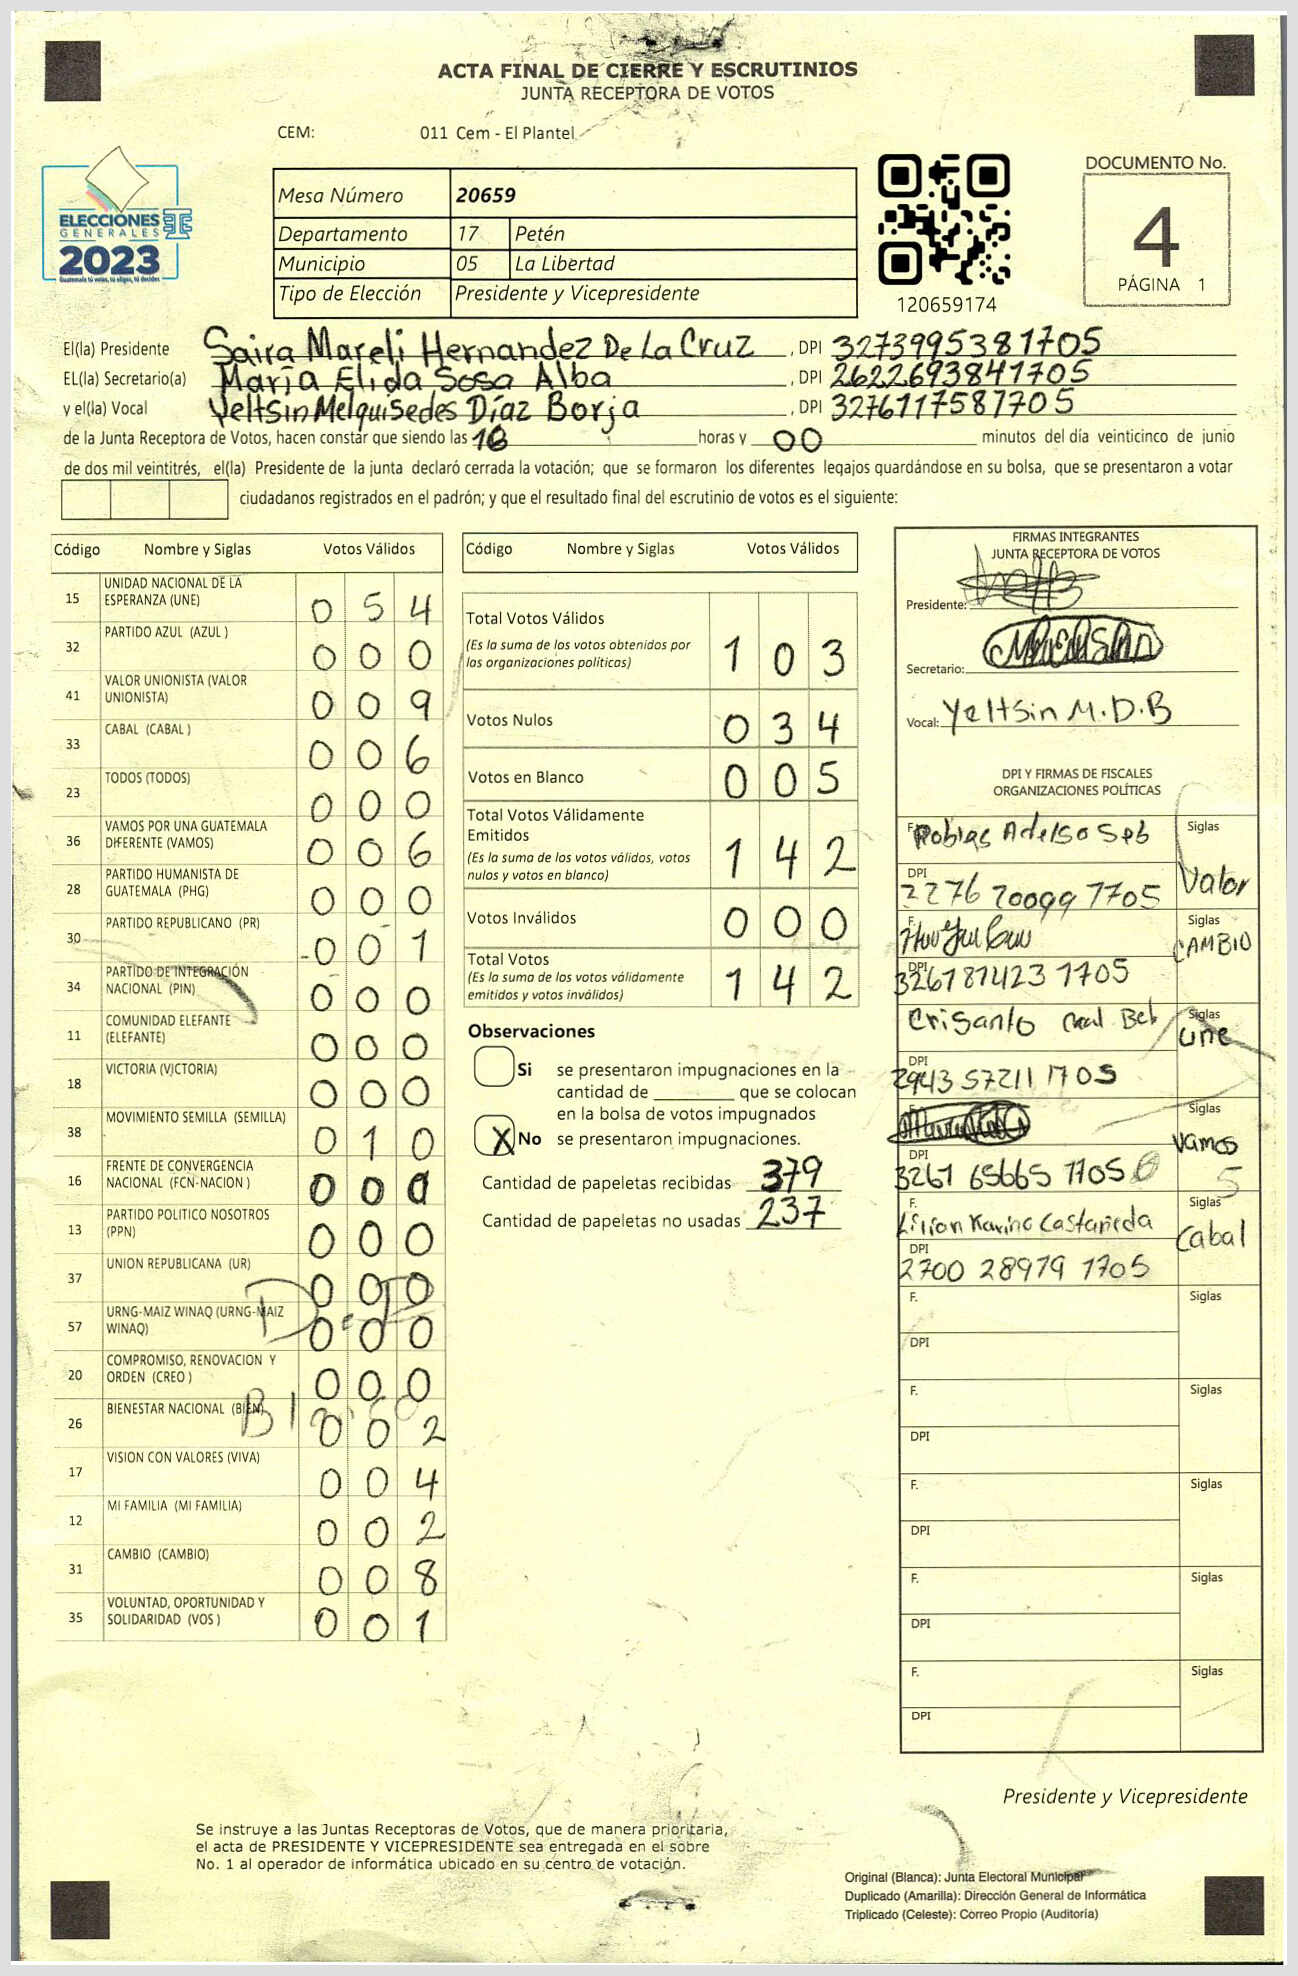 ACTA FINAL DE CIERRE Y ESCRUTINIOS
JUNTA RECEPTORA DE VOTOS
CEM: 011 Cem - El Plantel
ELECCIONES
GENERALES
2023
Guatemala tú votas, tú eliges, tú decides
Mesa Número 20659
Departamento 17 Petén
Municipio 05 La Libertad
Tipo de Elección Presidente y Vicepresidente
120659174
DOCUMENTO No.
4
PÁGINA 1
El(la) Presidente Saira Mareli Hernandez De La Cruz , DPI 3273995381705
EL(la) Secretario(a) María Elida Sosa Alba , DPI 2622693841705
y el(la) Vocal Yeltsin Melquisedes Díaz Borja , DPI 3276117581705
de la Junta Receptora de Votos, hacen constar que siendo las 18 horas y 00 minutos del día veinticinco de junio
de dos mil veintitrés, el(la) Presidente de la junta declaró cerrada la votación; que se formaron los diferentes legajos quardándose en su bolsa, que se presentaron a votar
ciudadanos registrados en el padrón; y que el resultado final del escrutinio de votos es el siguiente:
Código Nombre y Siglas Votos Válidos
15 UNIDAD NACIONAL DE LA ESPERANZA (UNE) 0 5 4
32 PARTIDO AZUL (AZUL ) 0 0 0
41 VALOR UNIONISTA (VALOR UNIONISTA) 0 0 9
33 CABAL (CABAL ) 0 0 6
23 TODOS (TODOS) 0 0 0
36 VAMOS POR UNA GUATEMALA DIFERENTE (VAMOS) 0 0 6
28 PARTIDO HUMANISTA DE GUATEMALA (PHG) 0 0 0
30 PARTIDO REPUBLICANO (PR) 0 0 1
34 PARTIDO DE INTEGRACIÓN NACIONAL (PIN) 0 0 0
11 COMUNIDAD ELEFANTE (ELEFANTE) 0 0 0
18 VICTORIA (VICTORIA) 0 0 0
38 MOVIMIENTO SEMILLA (SEMILLA) 0 1 0
16 FRENTE DE CONVERGENCIA NACIONAL (FCN-NACION ) 0 0 0
13 PARTIDO POLITICO NOSOTROS (PPN) 0 0 0
37 UNION REPUBLICANA (UR) 0 0 0
57 URNG-MAIZ WINAQ (URNG-MAIZ WINAQ) 0 0 0
20 COMPROMISO, RENOVACION Y ORDEN (CREO ) 0 0 0
26 BIENESTAR NACIONAL (BIEN) 0 0 2
17 VISION CON VALORES (VIVA) 0 0 4
12 MI FAMILIA (MI FAMILIA) 0 0 2
31 CAMBIO (CAMBIO) 0 0 8
35 VOLUNTAD, OPORTUNIDAD Y SOLIDARIDAD (VOS ) 0 0 1
Código Nombre y Siglas Votos Válidos
Total Votos Válidos 1 0 3
(Es la suma de los votos obtenidos por
las organizaciones políticas)
Votos Nulos 0 3 4
Votos en Blanco 0 0 5
Total Votos Válidamente
Emitidos 1 4 2
(Es la suma de los votos válidos, votos
nulos y votos en blanco)
Votos Inválidos 0 0 0
Total Votos 1 4 2
(Es la suma de los votos válidamente
emitidos y votos inválidos)
Observaciones
Si se presentaron impugnaciones en la
cantidad de ________ que se colocan
en la bolsa de votos impugnados
X No se presentaron impugnaciones.
Cantidad de papeletas recibidas 379
Cantidad de papeletas no usadas 237
FIRMAS INTEGRANTES
JUNTA RECEPTORA DE VOTOS
Presidente:
Secretario:
Vocal: Yeltsin M.D.B
DPI Y FIRMAS DE FISCALES
ORGANIZACIONES POLÍTICAS
F. Robles Adelso Siglas
DPI Valor
2276 70099 1705
F. Siglas
CAMBIO
DPI
326181423 1705
F. Crisanto Siglas
une
DPI
2943 57211 1705
F. Siglas
vamos
DPI
3261 65665 1705
F. Siglas
Lilian Karina Castañeda
Cabal
DPI
2700 28979 1705
F. Siglas
DPI
F. Siglas
DPI
F. Siglas
DPI
F. Siglas
DPI
F. Siglas
DPI
Presidente y Vicepresidente
Se instruye a las Juntas Receptoras de Votos, que de manera prioritaria,
el acta de PRESIDENTE Y VICEPRESIDENTE sea entregada en el sobre
No. 1 al operador de informática ubicado en su centro de votación.
Original (Blanca): Junta Electoral Municipal
Duplicado (Amarilla): Dirección General de Informática
Triplicado (Celeste): Correo Propio (Auditoría)